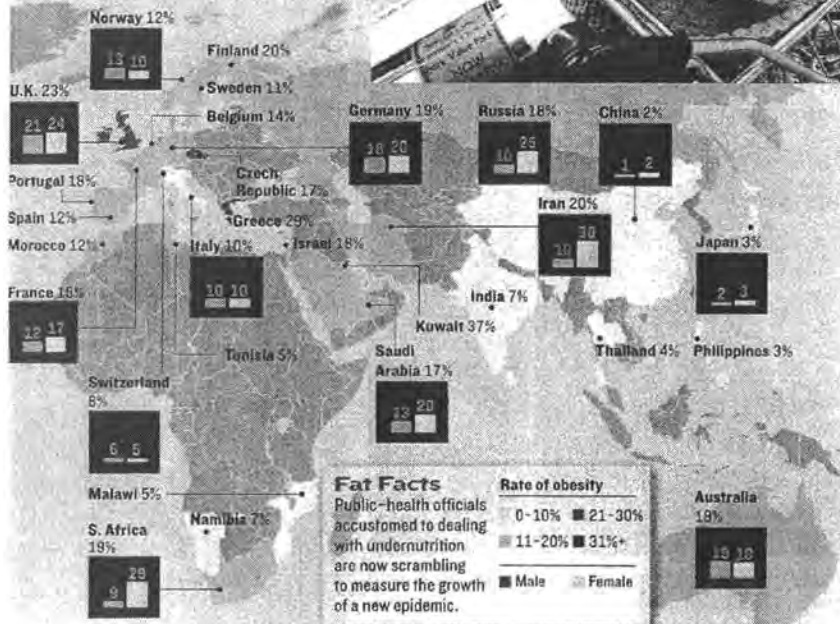 NOW
Norway 12%
13 10
Finland 20%
Sweden 11%
U.K. 23%
21 24
Belgium 14%
Germany 19%
18 20
Russia 18%
10 25
China 2%
1 2
Portugal 18%
Czech
Republic 17%
Spain 12%
Greece 29%
Iran 20%
10 30
Morocco 12%
Italy 10%
10 10
Israel 18%
Japan 3%
2 3
France 15%
17
India 7%
Kuwait 37%
Tunisia 5%
Saudi
Arabia 17%
13 20
Thailand 4%
Philippines 3%
Switzerland
6%
6 5
Malawi 5%
Namibia 7%
S. Africa
19%
9
Fat Facts
Public-health officials
accustomed to dealing
with undernutrition
are now scrambling
to measure the growth
of a new epidemic.
Rate of obesity
0-10% 21-30%
11-20% 31%+
Male Female
Australia
18%
18